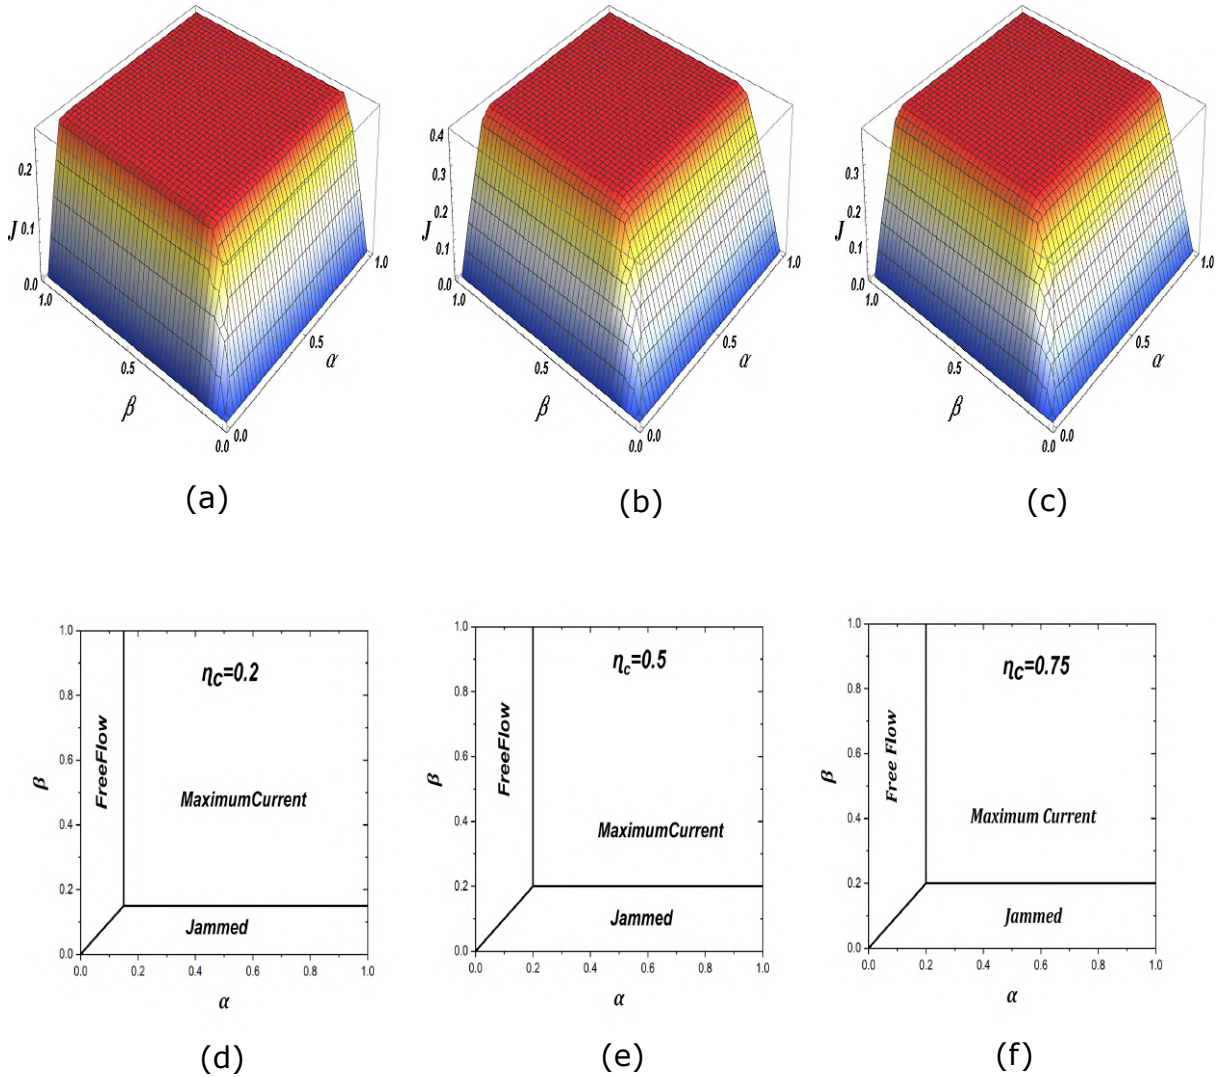 0.2
0.1
J
0.0
1.0
0.5
β
0.0
0.0
0.5
α
1.0
(a)
0.4
0.3
0.2
J
0.1
0.0
1.0
0.5
β
0.0
0.0
0.5
α
1.0
(b)
0.3
0.2
J
0.1
0.0
1.0
0.5
β
0.0
0.0
0.5
α
1.0
(c)
1.0
0.8
0.6
0.4
0.2
0.0
β
ηC=0.2
FreeFlow
MaximumCurrent
Jammed
0.0 0.2 0.4 0.6 0.8 1.0
α
(d)
1.0
0.8
0.6
0.4
0.2
0.0
β
ηc=0.5
FreeFlow
MaximumCurrent
Jammed
0.0 0.2 0.4 0.6 0.8 1.0
α
(e)
1.0
0.8
0.6
0.4
0.2
0.0
β
ηC=0.75
Free Flow
Maximum Current
Jammed
0.0 0.2 0.4 0.6 0.8 1.0
α
(f)